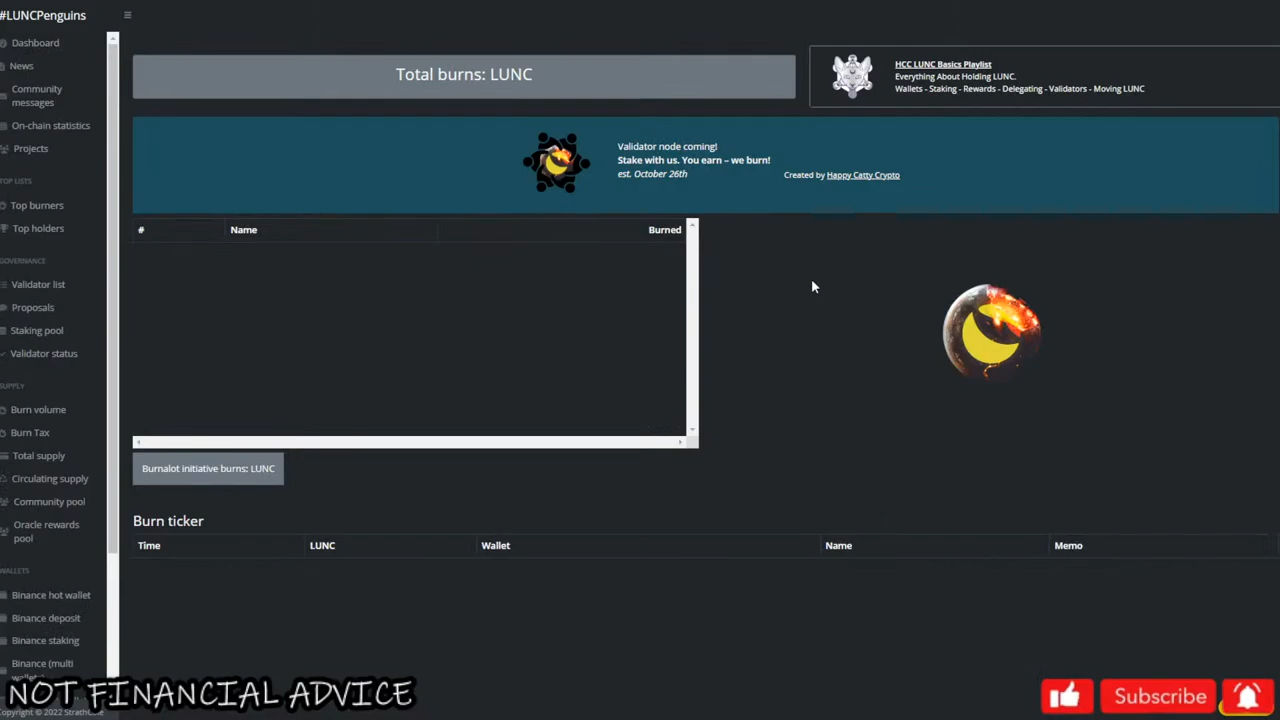 #LUNCPenguins
Dashboard
News
Community
messages
On-chain statistics
Projects
TOP LISTS
Top burners
Top holders
GOVERNANCE
Validator list
Proposals
Staking pool
Validator status
SUPPLY
Burn volume
Burn Tax
Total supply
Circulating supply
Community pool
Oracle rewards
pool
WALLETS
Binance hot wallet
Binance deposit
Binance staking
Binance (multi
Copyright © 2022 StrathCole
Total burns: LUNC
HCC LUNC Basics Playlist
Everything About Holding LUNC.
Wallets - Staking - Rewards - Delegating - Validators - Moving LUNC
Validator node coming!
Stake with us. You earn – we burn!
est. October 26th
Created by Happy Catty Crypto
# Name Burned
Burnalot initiative burns: LUNC
Burn ticker
Time LUNC Wallet Name Memo
NOT FINANCIAL ADVICE
Subscribe